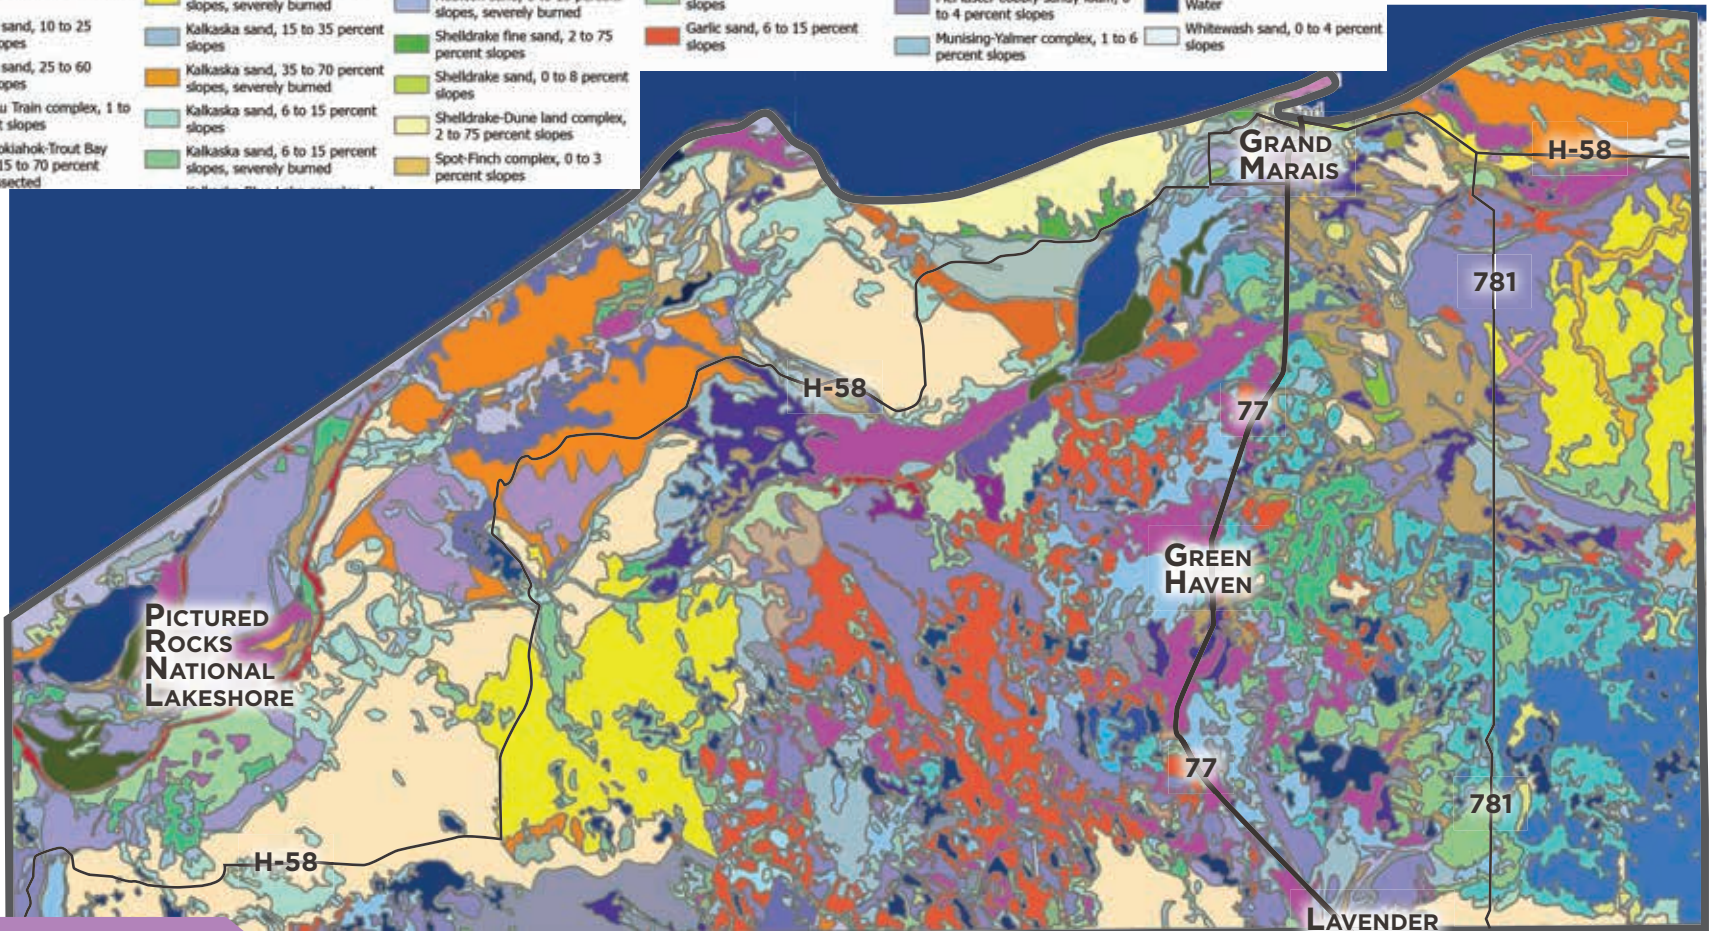 slopes, severely burned
sand, 10 to 25
opes
sand, 25 to 60
opes
u Train complex, 1 to
t slopes
okiahok-Trout Bay
15 to 70 percent
ssected
Kalkaska sand, 15 to 35 percent
slopes
Kalkaska sand, 35 to 70 percent
slopes, severely burned
Kalkaska sand, 6 to 15 percent
slopes
Kalkaska sand, 6 to 15 percent
slopes, severely burned
slopes, severely burned
Shelldrake fine sand, 2 to 75
percent slopes
Shelldrake sand, 0 to 8 percent
slopes
Shelldrake-Dune land complex,
2 to 75 percent slopes
Spot-Finch complex, 0 to 3
percent slopes
slopes
Garlic sand, 6 to 15 percent
slopes
to 4 percent slopes
Munising-Yalmer complex, 1 to 6
percent slopes
Water
Whitewash sand, 0 to 4 percent
slopes
GRAND
MARAIS
H-58
781
H-58
77
GREEN
HAVEN
PICTURED
ROCKS
NATIONAL
LAKESHORE
77
781
H-58
LAVENDER